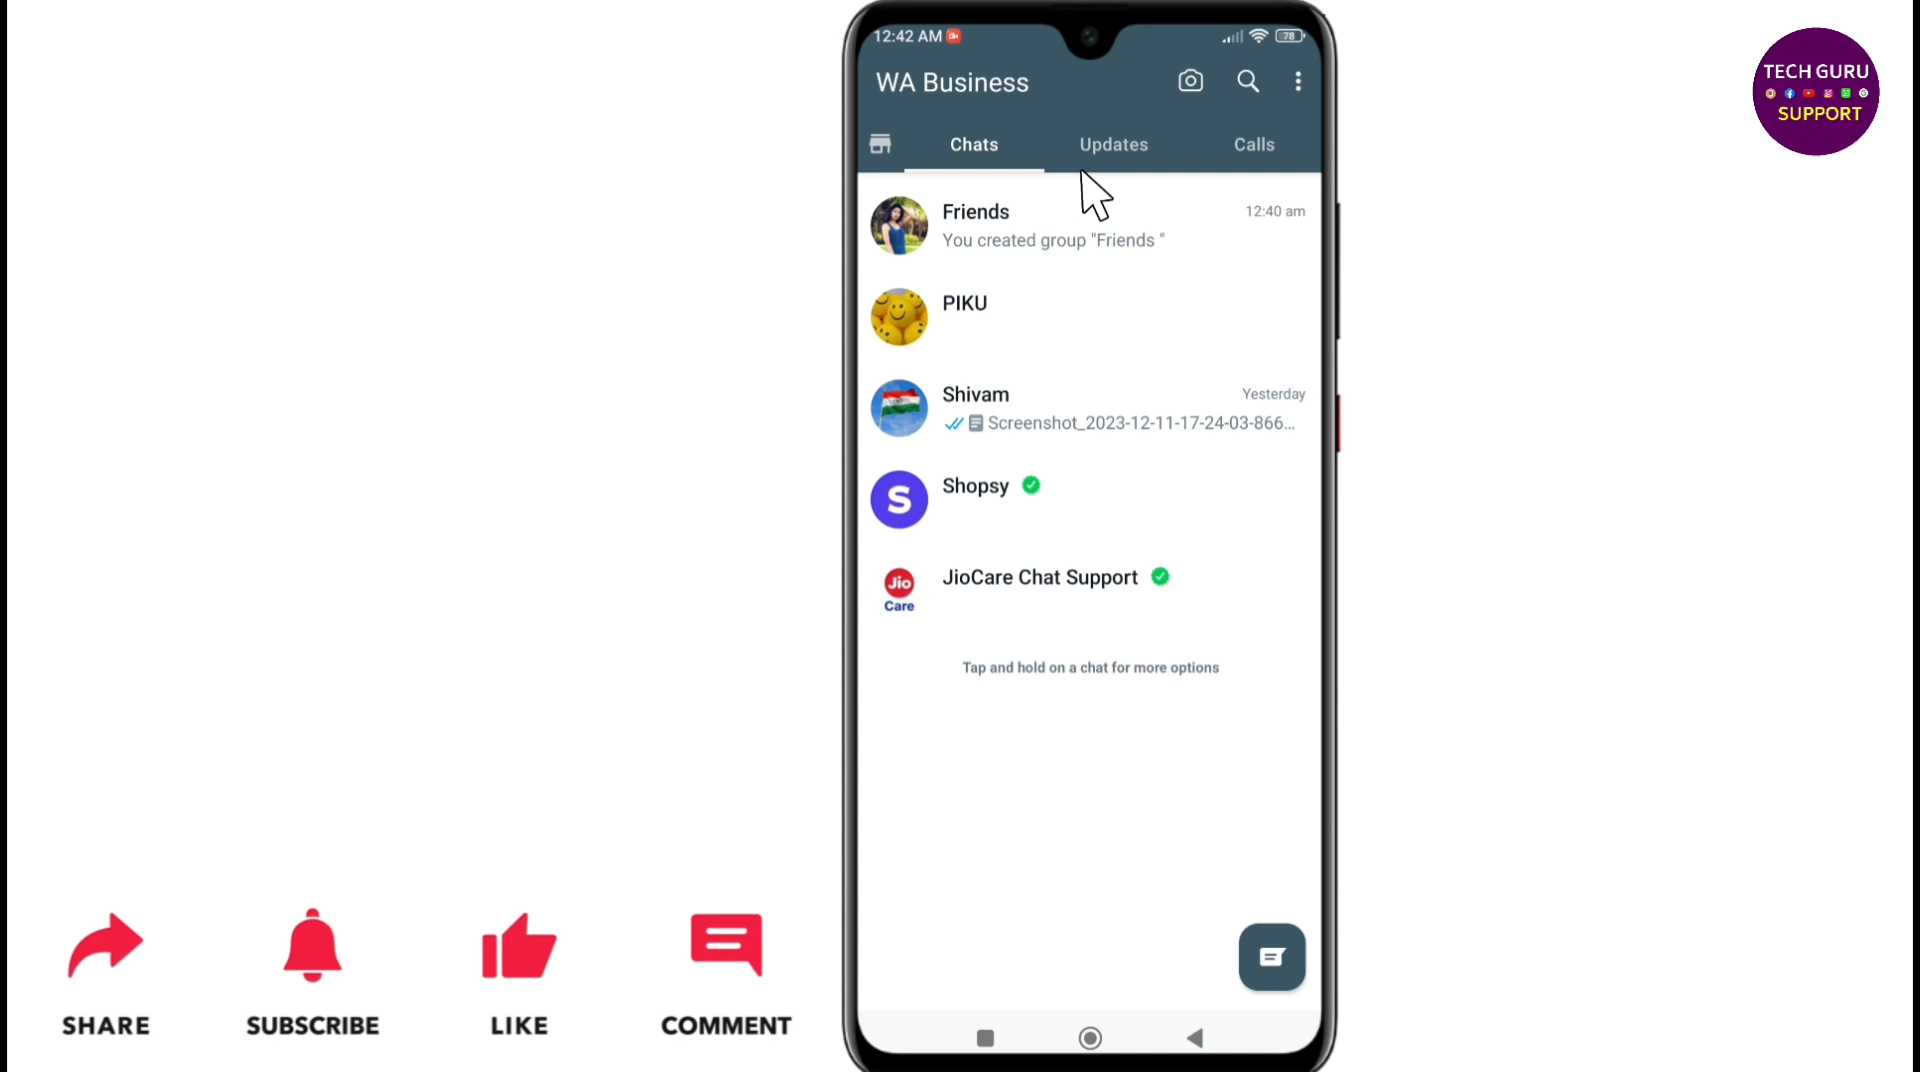 12:42 AM
78
WA Business
Chats
Updates
Calls
Friends
12:40 am
You created group "Friends "
PIKU
Shivam
Yesterday
Screenshot_2023-12-11-17-24-03-866...
S
Shopsy
Jio
Care
JioCare Chat Support
Tap and hold on a chat for more options
TECH GURU
SUPPORT
SHARE
SUBSCRIBE
LIKE
COMMENT